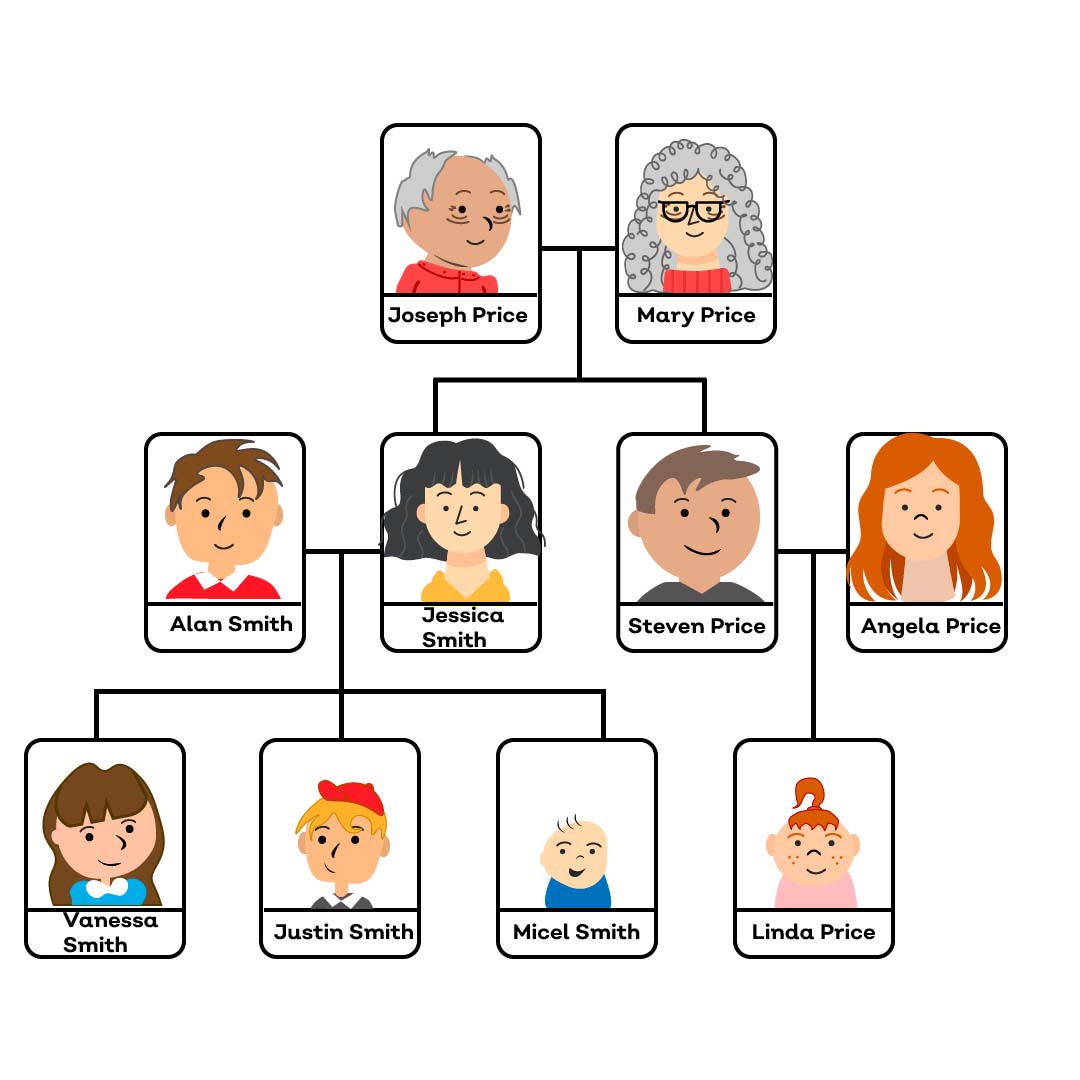 Joseph Price
Mary Price
Alan Smith
Jessica
Smith
Steven Price
Angela Price
Vanessa
Smith
Justin Smith
Micel Smith
Linda Price